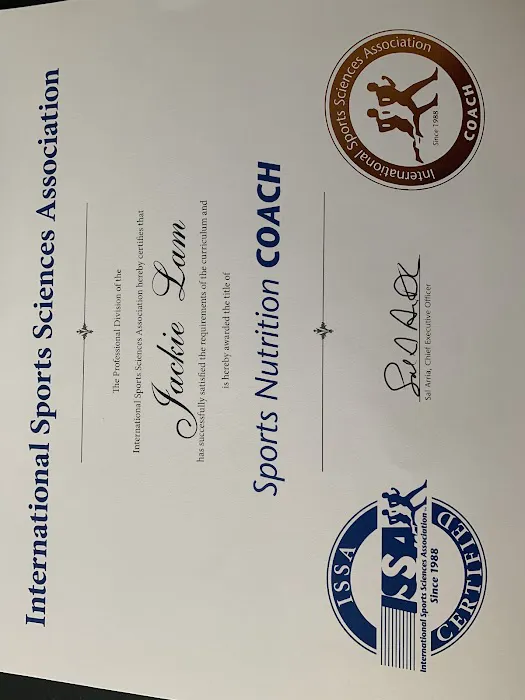 International Sports Sciences Association
The Professional Division of the
International Sports Sciences Association hereby certifies that
Jackie Lam
has successfully satisfied the requirements of the curriculum and
is hereby awarded the title of
Sports Nutrition COACH
ISSA
ISSA
International Sports Sciences Association
Since 1988
CERTIFIED
Sal Arria, Chief Executive Officer
International Sports Sciences Association
Since 1988
COACH